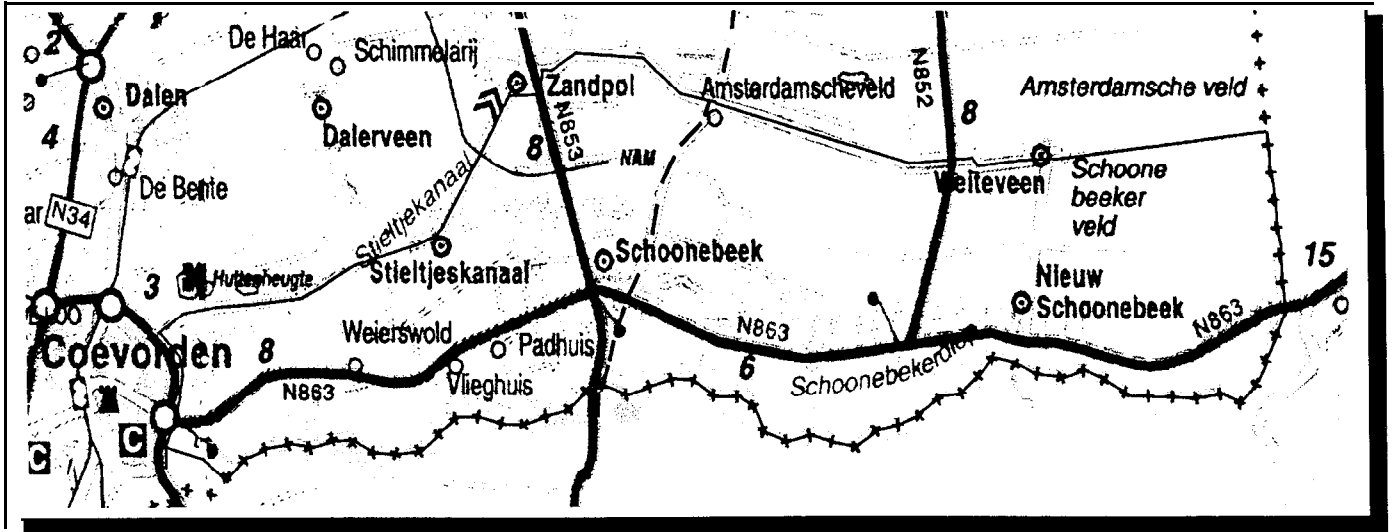 2
De Haar
Schimmelarij
Dalen
4
Dalerveen
Zandpol
N853
8
NAM
Amsterdamscheveld
N852
8
Amsterdamsche veld
De Bente
N34
Stieltjekanaal
Weiteveen
Schoone
beeker
veld
Stieltjeskanaal
Schoonebeek
3
Huttenheugte
Nieuw
Schoonebeek
15
N863
Coevorden
8
Weierswold
Padhuis
N863
6
Vlieghuis
N863
C
C